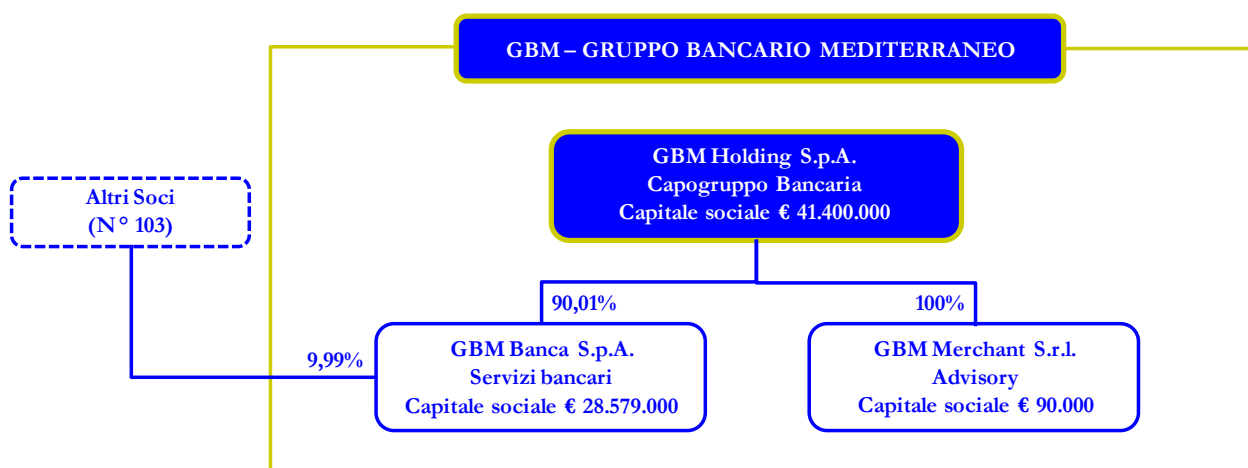 GBM – GRUPPO BANCARIO MEDITERRANEO
GBM Holding S.p.A.
Capogruppo Bancaria
Capitale sociale € 41.400.000
Altri Soci
(N° 103)
90,01%
100%
9,99%
GBM Banca S.p.A.
Servizi bancari
Capitale sociale € 28.579.000
GBM Merchant S.r.l.
Advisory
Capitale sociale € 90.000